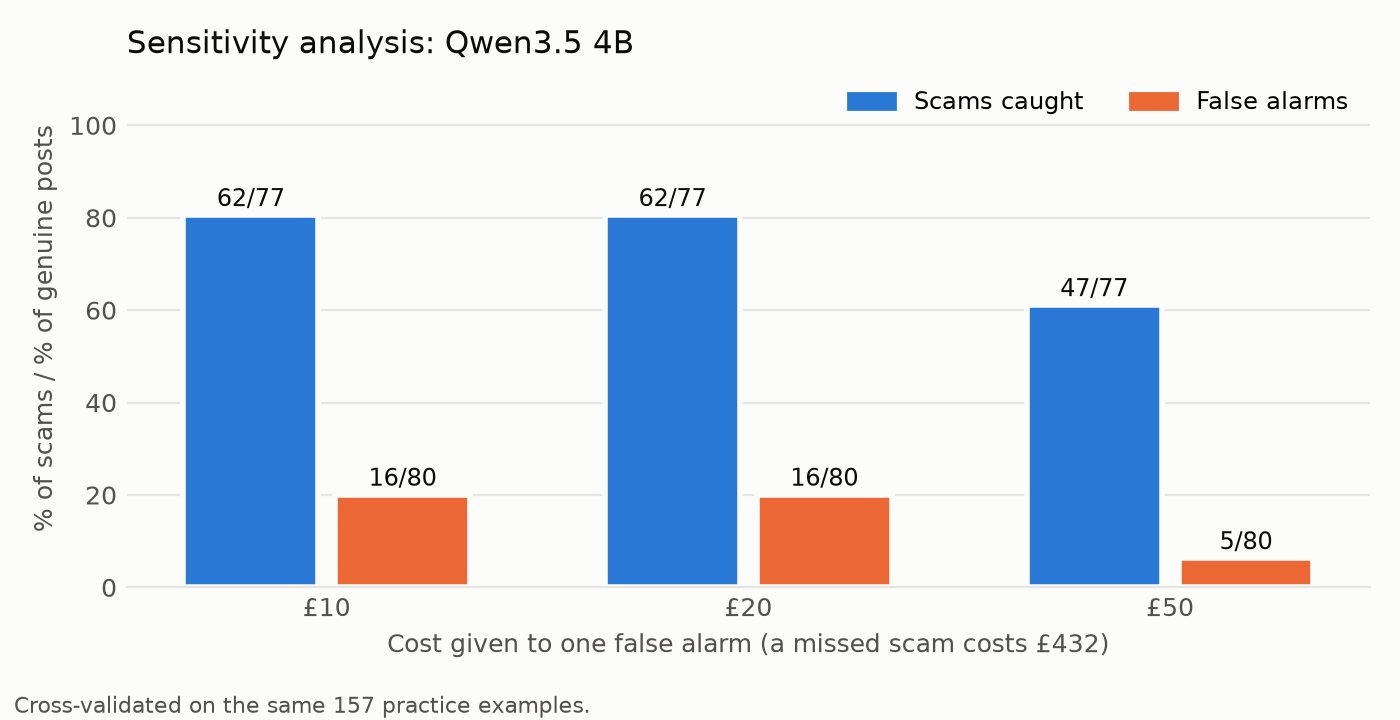 Sensitivity analysis: Qwen3.5 4B
Scams caught
False alarms
% of scams / % of genuine posts
100
80
60
40
20
0
62/77
16/80
62/77
16/80
47/77
5/80
£10
£20
£50
Cost given to one false alarm (a missed scam costs £432)
Cross-validated on the same 157 practice examples.